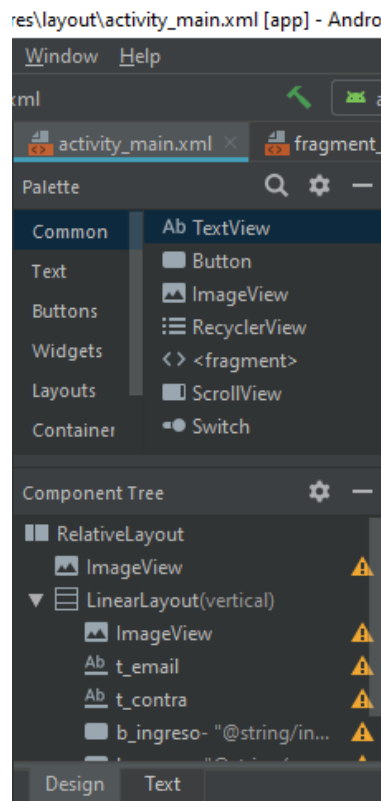 res\layout\activity_main.xml [app] - Andro
Window Help
xml
activity_main.xml fragment_
Palette
Common
Text
Buttons
Widgets
Layouts
Container
Ab TextView
Button
ImageView
RecyclerView
<> <fragment>
ScrollView
Switch
Component Tree
RelativeLayout
ImageView
LinearLayout(vertical)
ImageView
Ab t_email
Ab t_contra
b_ingreso- "@string/in...
Design Text